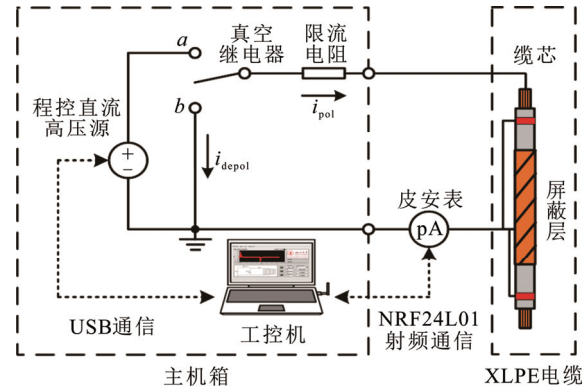 a
真空
继电器
限流
电阻
缆芯
程控直流
高压源
b
i_pol
i_depol
+
−
皮安表
pA
屏蔽层
USB通信
工控机
NRF24L01
射频通信
主机箱
XLPE电缆